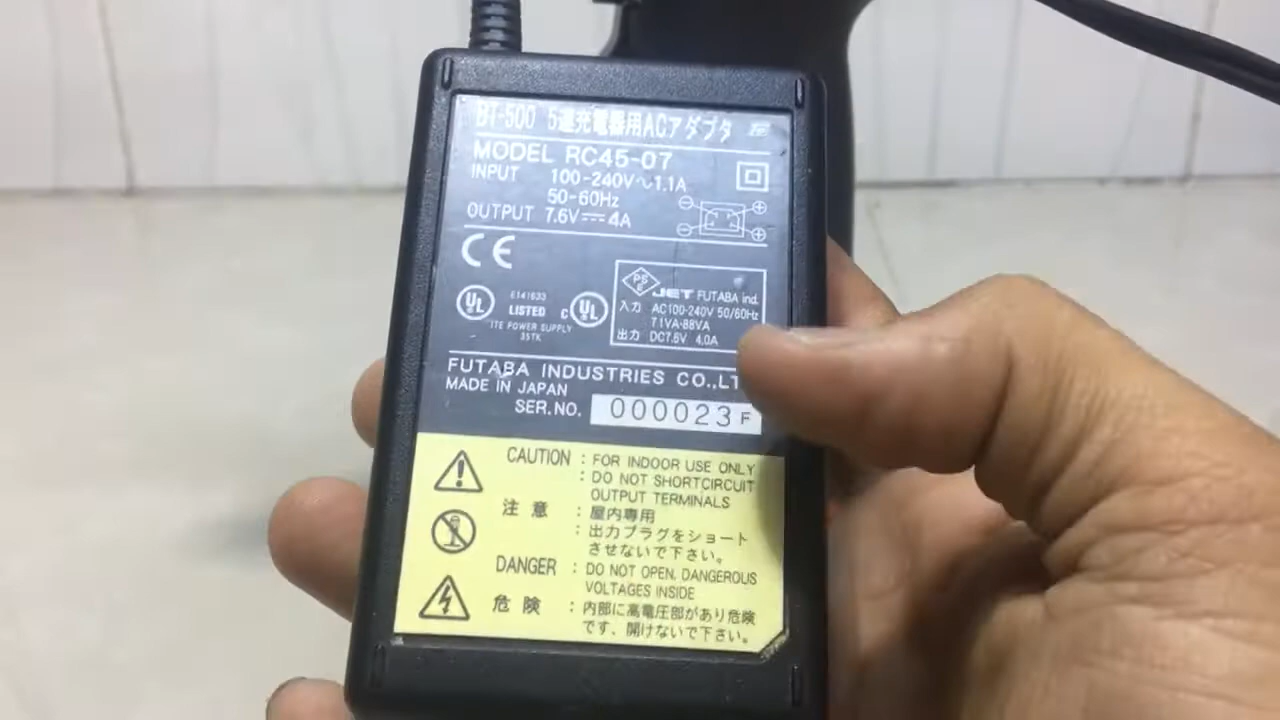 BT-500 5連充電器用ACアダプタ
MODEL RC45-07
INPUT 100-240V～1.1A
50-60Hz
OUTPUT 7.6V⎓4A
CE
PS E JET FUTABA ind.
入力 AC100-240V 50/60Hz
71VA-88VA
出力 DC7.6V 4.0A
UL E141633 LISTED C UL
ITE POWER SUPPLY
35TK
FUTABA INDUSTRIES CO.,LT
MADE IN JAPAN
SER.NO. 000023F
CAUTION : FOR INDOOR USE ONLY
: DO NOT SHORTCIRCUIT
OUTPUT TERMINALS
注意 : 屋内専用
: 出力プラグをショート
させないで下さい。
DANGER : DO NOT OPEN, DANGEROUS
VOLTAGES INSIDE
危険 : 内部に高電圧部があり危険
です、開けないで下さい。